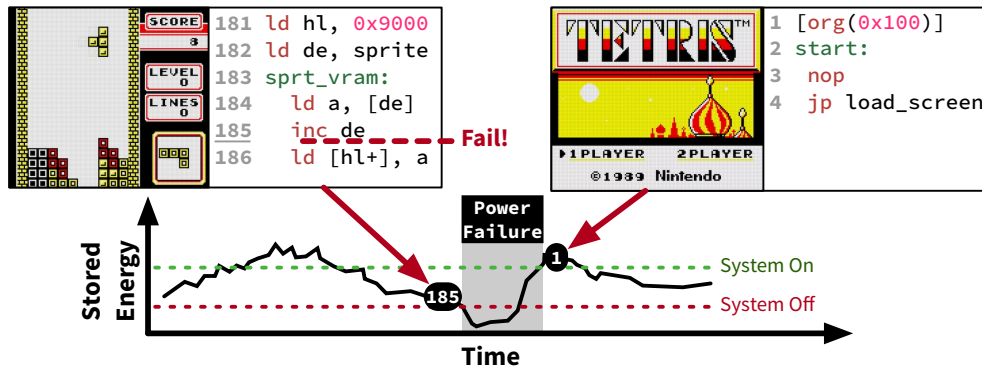 SCORE
8
LEVEL
0
LINES
0
181 ld hl, 0x9000
182 ld de, sprite
183 sprt_vram:
184 ld a, [de]
185 inc de
186 ld [hl+], a
Fail!
TETRIS™
1PLAYER 2PLAYER
©1989 Nintendo
1 [org(0x100)]
2 start:
3 nop
4 jp load_screen
Power
Failure
Stored
Energy
185
1
System On
System Off
Time